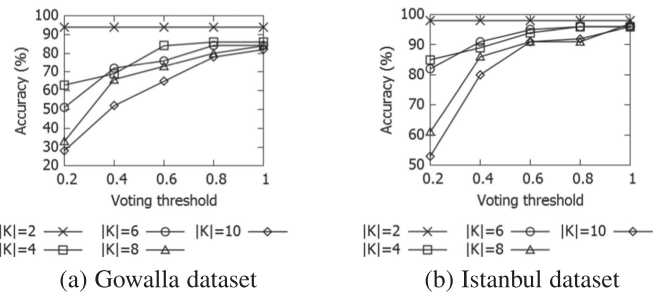 100
90
80
70
60
50
40
30
20
Accuracy (%)
0.2 0.4 0.6 0.8 1
Voting threshold
|K|=2 |K|=6 |K|=10
|K|=4 |K|=8
(a) Gowalla dataset
100
90
80
70
60
50
Accuracy (%)
0.2 0.4 0.6 0.8 1
Voting threshold
|K|=2 |K|=6 |K|=10
|K|=4 |K|=8
(b) Istanbul dataset